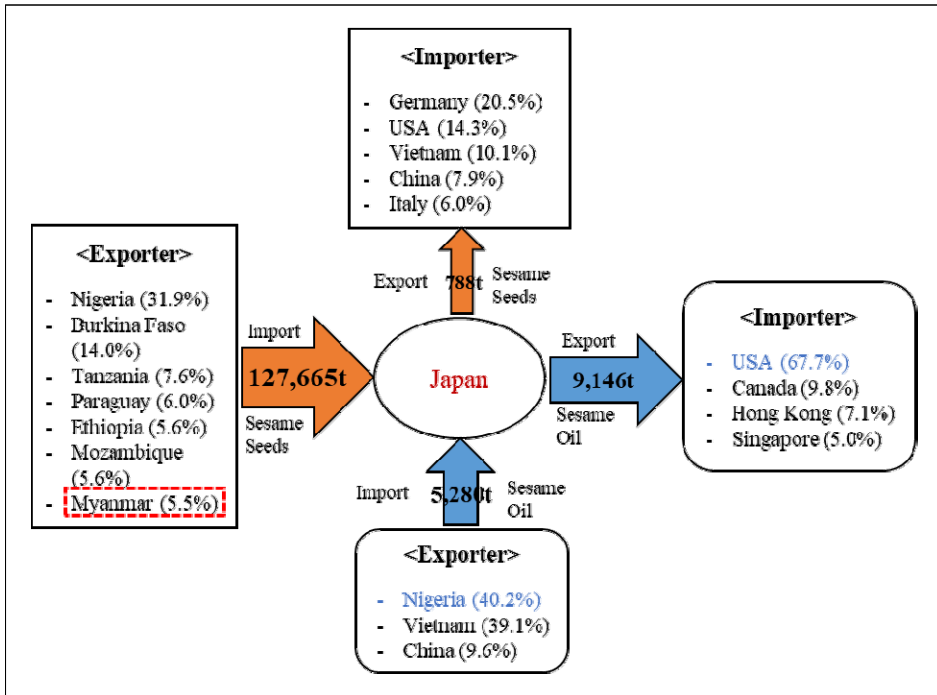 <Importer>
- Germany (20.5%)
- USA (14.3%)
- Vietnam (10.1%)
- China (7.9%)
- Italy (6.0%)
<Exporter>
- Nigeria (31.9%)
- Burkina Faso
(14.0%)
- Tanzania (7.6%)
- Paraguay (6.0%)
- Ethiopia (5.6%)
- Mozambique
(5.6%)
- Myanmar (5.5%)
Import
127,665t
Sesame
Seeds
Export
788t
Sesame
Seeds
Japan
Export
9,146t
Sesame
Oil
<Importer>
- USA (67.7%)
- Canada (9.8%)
- Hong Kong (7.1%)
- Singapore (5.0%)
Import
5,280t
Sesame
Oil
<Exporter>
- Nigeria (40.2%)
- Vietnam (39.1%)
- China (9.6%)